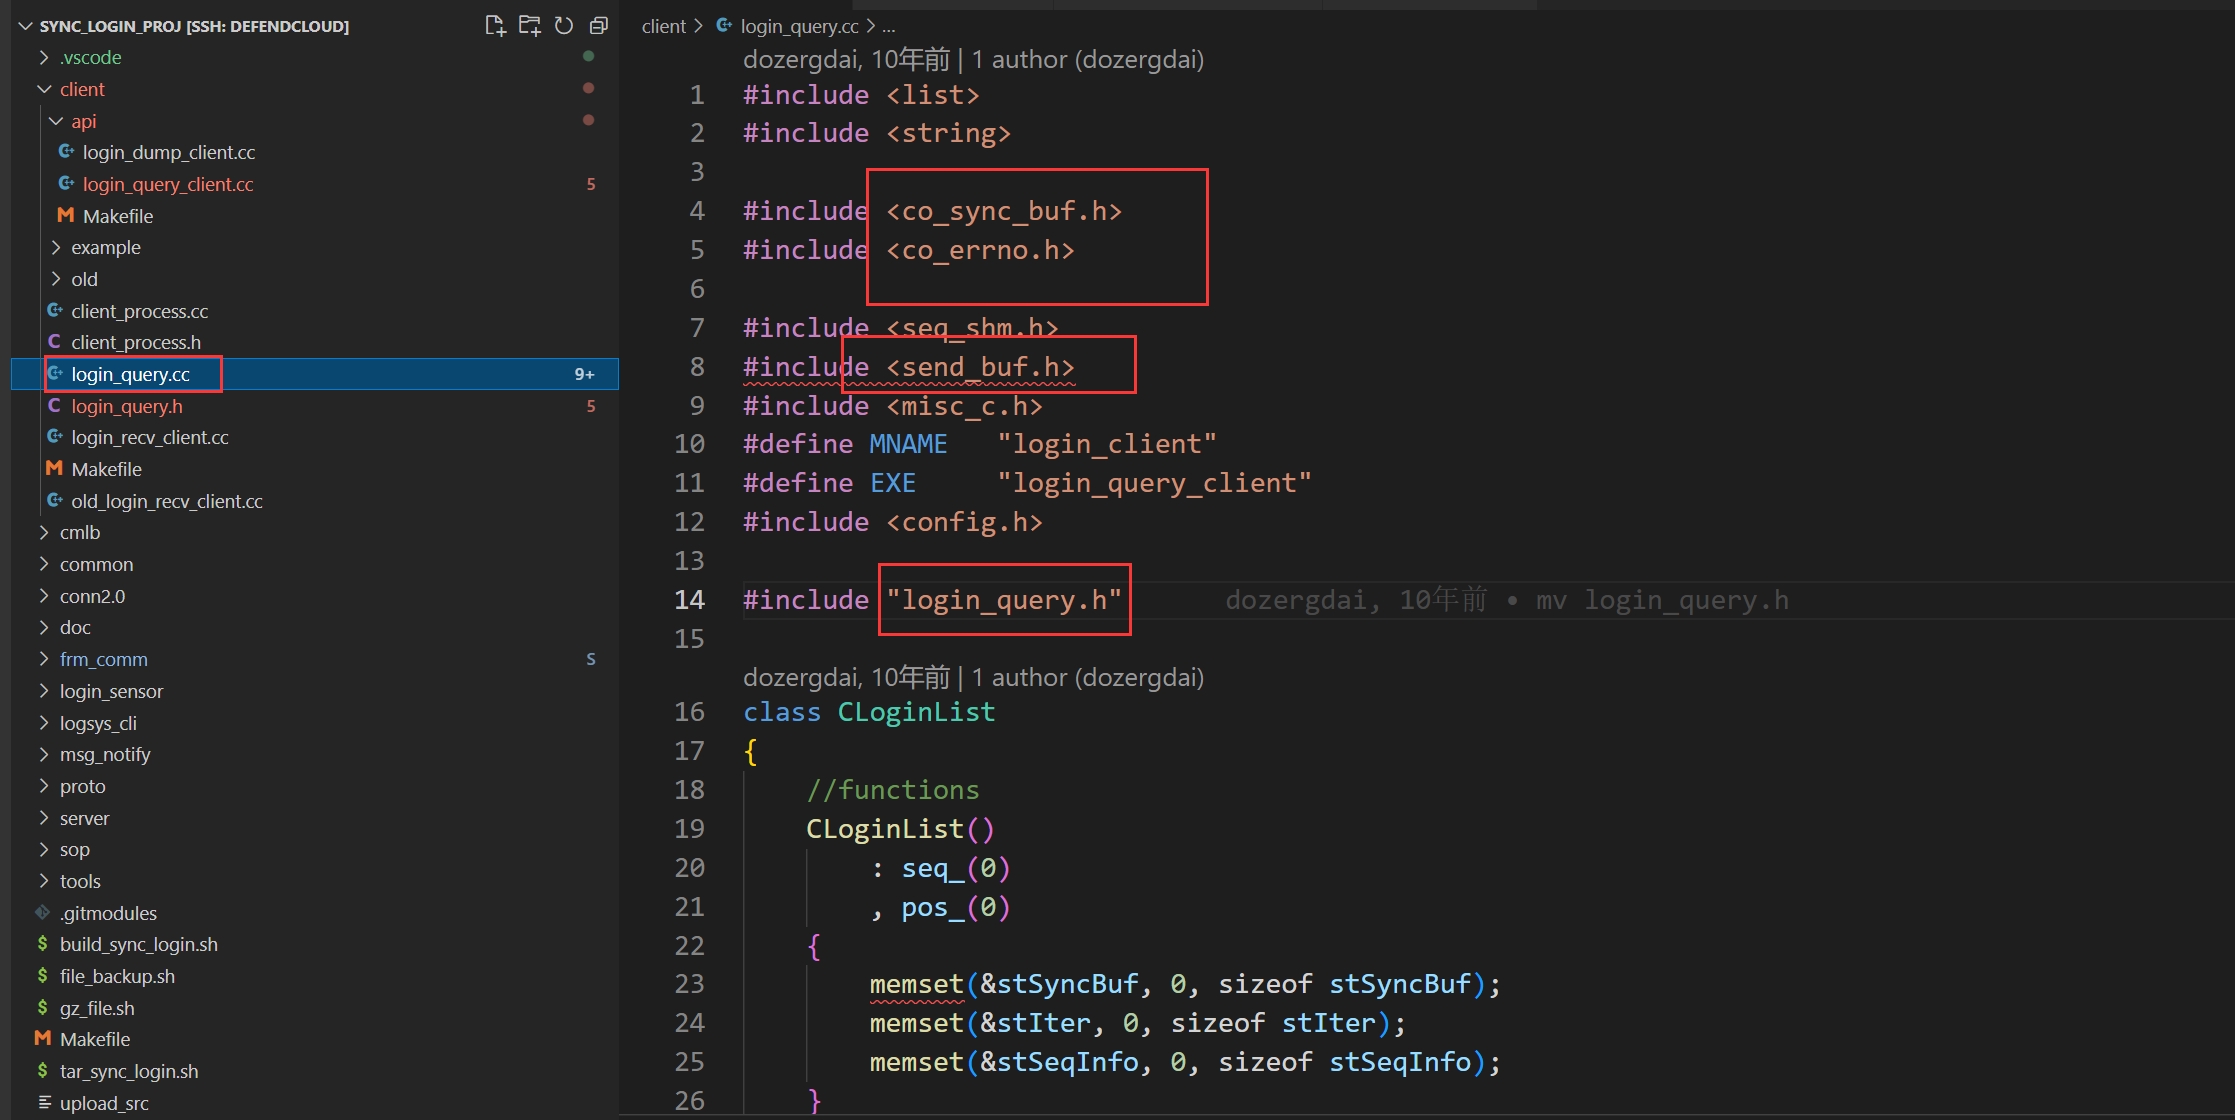 SYNC_LOGIN_PROJ [SSH: DEFENDCLOUD]
.vscode
client
api
login_dump_client.cc
login_query_client.cc 5
Makefile
example
old
client_process.cc
client_process.h
login_query.cc 9+
login_query.h 5
login_recv_client.cc
Makefile
old_login_recv_client.cc
cmlb
common
conn2.0
doc
frm_comm S
login_sensor
logsys_cli
msg_notify
proto
server
sop
tools
.gitmodules
build_sync_login.sh
file_backup.sh
gz_file.sh
Makefile
tar_sync_login.sh
upload_src
client > login_query.cc > ...
dozergdai, 10年前 | 1 author (dozergdai)
1 #include <list>
2 #include <string>
3
4 #include <co_sync_buf.h>
5 #include <co_errno.h>
6
7 #include <seq_shm.h>
8 #include <send_buf.h>
9 #include <misc_c.h>
10 #define MNAME "login_client"
11 #define EXE "login_query_client"
12 #include <config.h>
13
14 #include "login_query.h" dozergdai, 10年前 • mv login_query.h
15
dozergdai, 10年前 | 1 author (dozergdai)
16 class CLoginList
17 {
18 //functions
19 CLoginList()
20 : seq_(0)
21 , pos_(0)
22 {
23 memset(&stSyncBuf, 0, sizeof stSyncBuf);
24 memset(&stIter, 0, sizeof stIter);
25 memset(&stSeqInfo, 0, sizeof stSeqInfo);
26 }